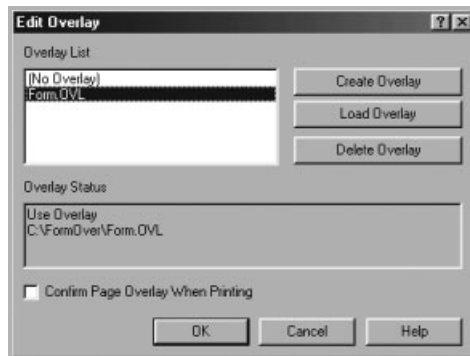 Edit Overlay
Overlay List
(No Overlay)
Form.OVL
Create Overlay
Load Overlay
Delete Overlay
Overlay Status
Use Overlay
C:\FormOver\Form.OVL
Confirm Page Overlay When Printing
OK Cancel Help